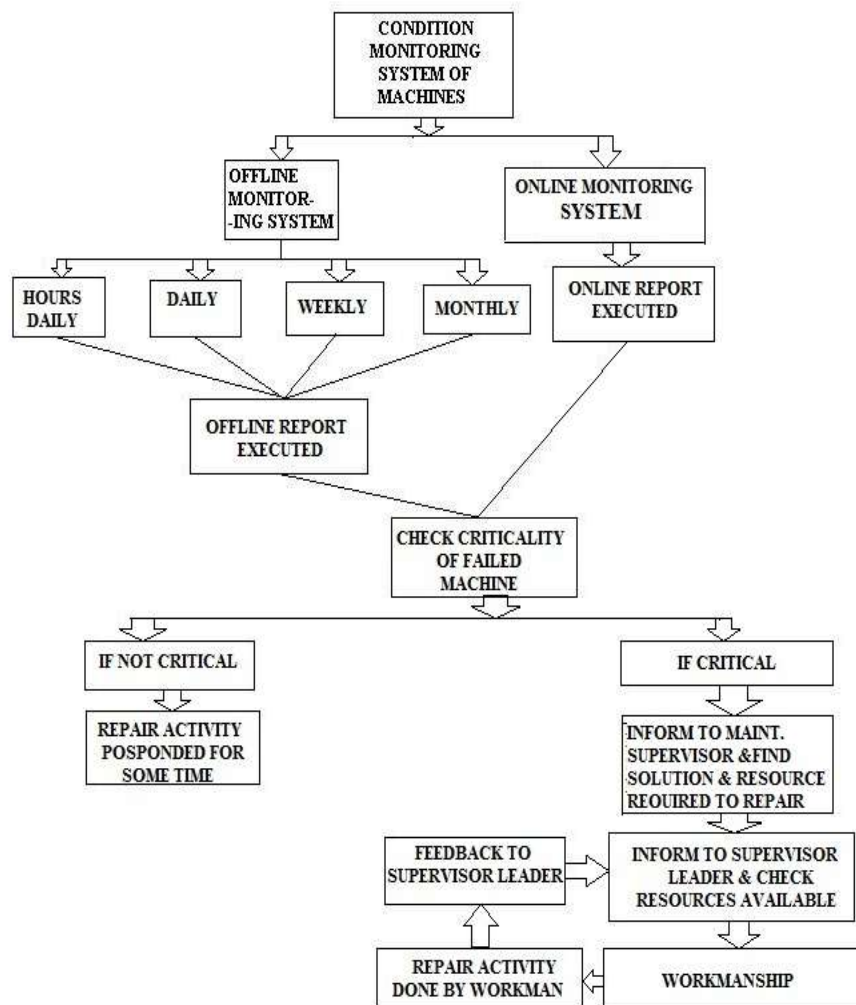 CONDITION
MONITORING
SYSTEM OF
MACHINES
OFFLINE
MONITOR-
-ING SYSTEM
ONLINE MONITORING
SYSTEM
HOURS
DAILY
DAILY
WEEKLY
MONTHLY
ONLINE REPORT
EXECUTED
OFFLINE REPORT
EXECUTED
CHECK CRITICALITY
OF FAILED
MACHINE
IF NOT CRITICAL
IF CRITICAL
REPAIR ACTIVITY
POSPONDED FOR
SOME TIME
INFORM TO MAINT.
SUPERVISOR &FIND
SOLUTION & RESOURCE
REQUIRED TO REPAIR
FEEDBACK TO
SUPERVISOR LEADER
INFORM TO SUPERVISOR
LEADER & CHECK
RESOURCES AVAILABLE
REPAIR ACTIVITY
DONE BY WORKMAN
WORKMANSHIP